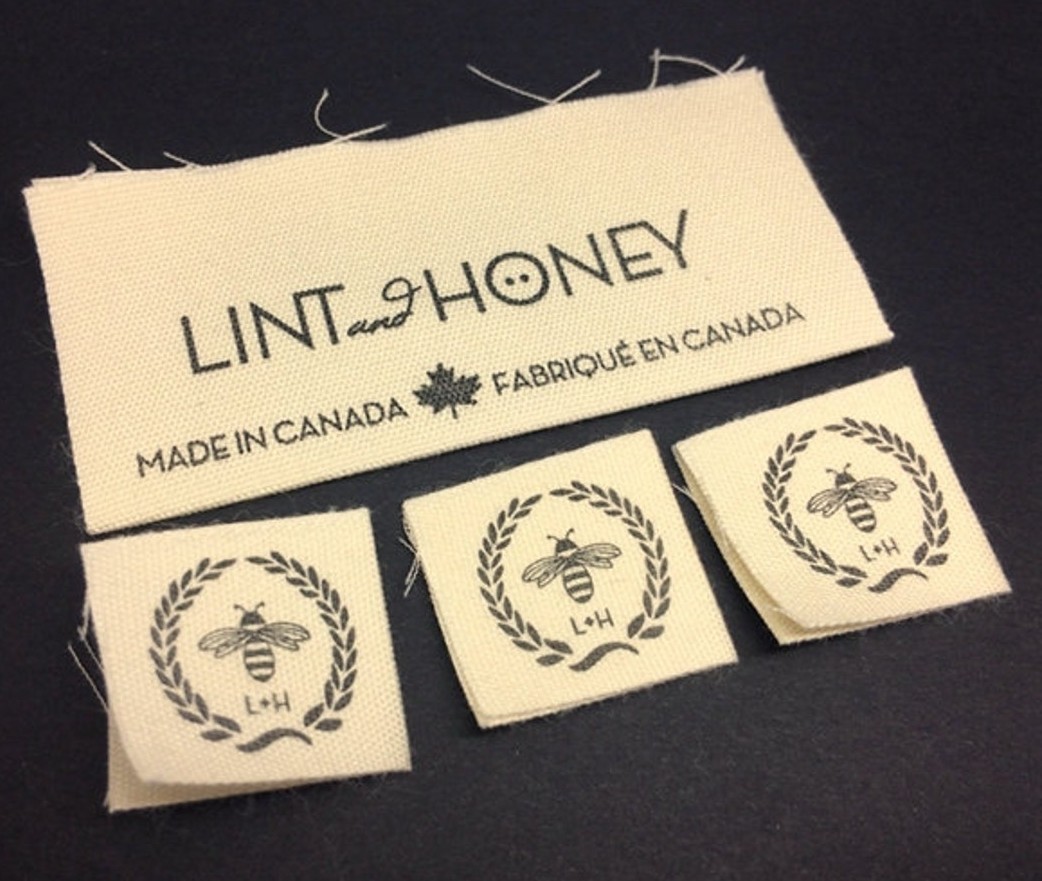 LINT and HONEY
MADE IN CANADA FABRIQUÉ EN CANADA
L+H
L+H
L+H